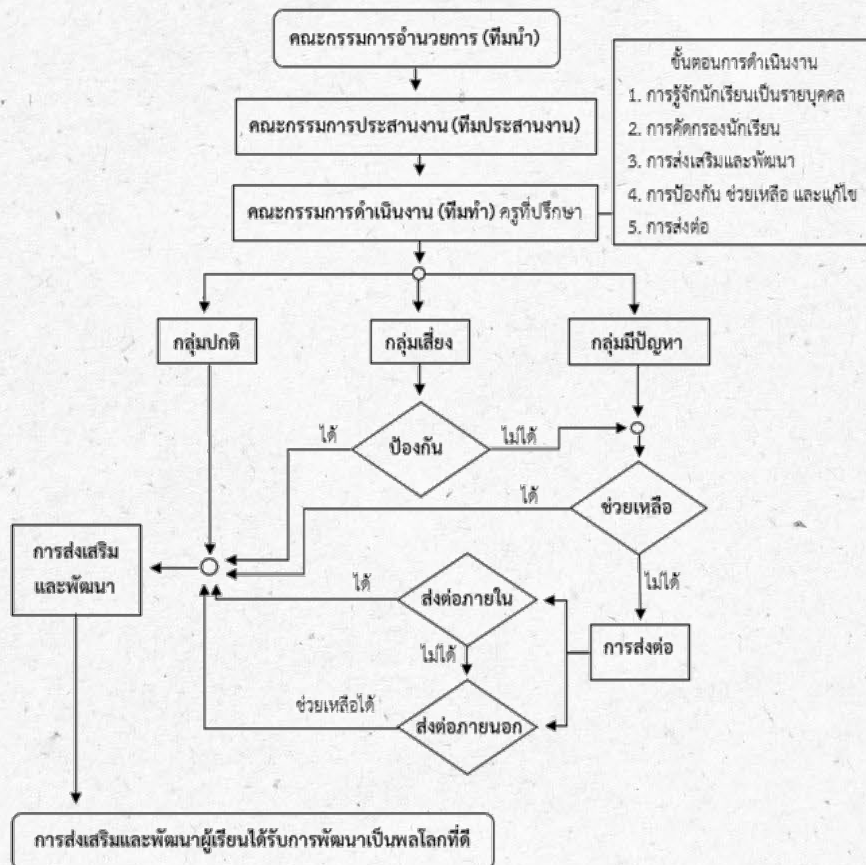 คณะกรรมการอำนวยการ (ทีมนำ)
ขั้นตอนการดำเนินงาน
1. การรู้จักนักเรียนเป็นรายบุคคล
2. การคัดกรองนักเรียน
3. การส่งเสริมและพัฒนา
4. การป้องกัน ช่วยเหลือ และแก้ไข
5. การส่งต่อ
คณะกรรมการประสานงาน (ทีมประสานงาน)
คณะกรรมการดำเนินงาน (ทีมทำ) ครูที่ปรึกษา
กลุ่มปกติ
กลุ่มเสี่ยง
กลุ่มมีปัญหา
ได้
ป้องกัน
ไม่ได้
ได้
ช่วยเหลือ
การส่งเสริม
และพัฒนา
ได้
ส่งต่อภายใน
ไม่ได้
ไม่ได้
การส่งต่อ
ช่วยเหลือได้
ส่งต่อภายนอก
การส่งเสริมและพัฒนาผู้เรียนได้รับการพัฒนาเป็นพลโลกที่ดี